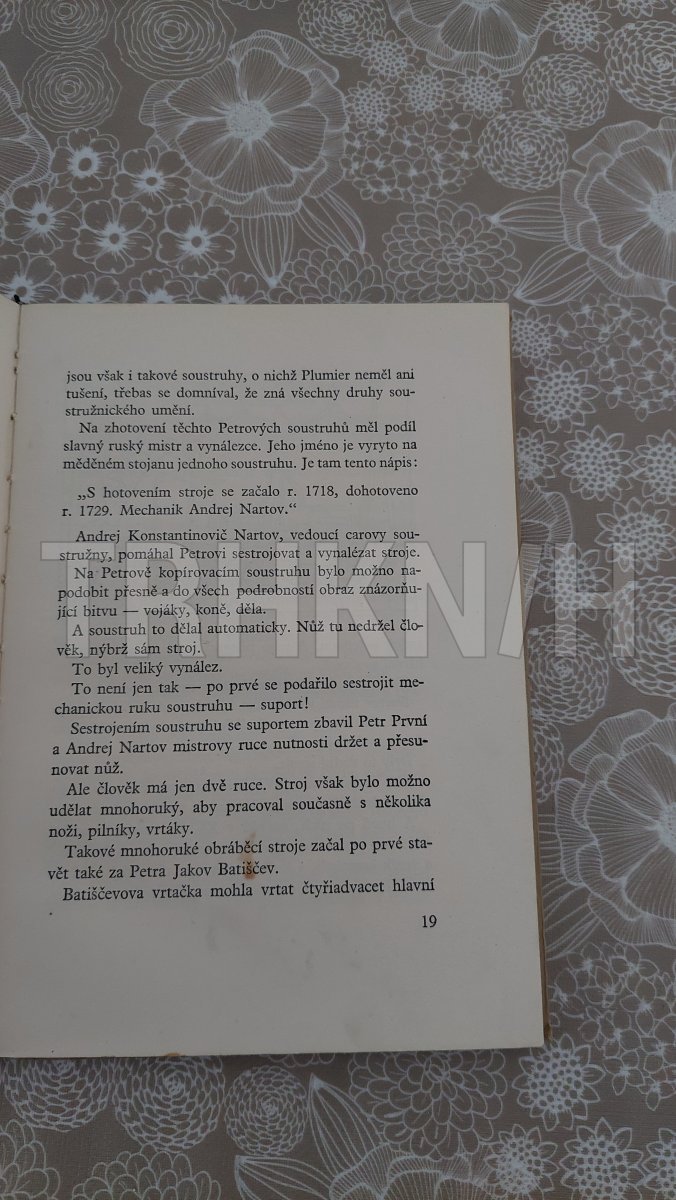 jsou však i takové soustruhy, o nichž Plumier neměl ani
tušení, třebas se domníval, že zná všechny druhy sou-
stružnického umění.
Na zhotovení těchto Petrových soustruhů měl podíl
slavný ruský mistr a vynálezce. Jeho jméno je vyryto na
měděném stojanu jednoho soustruhu. Je tam tento nápis:
„S hotovením stroje se začalo r. 1718, dohotoveno
r. 1729. Mechanik Andrej Nartov.“
Andrej Konstantinovič Nartov, vedoucí carovy sou-
stružny, pomáhal Petrovi sestrojovat a vynalézat stroje.
Na Petrově kopírovacím soustruhu bylo možno na-
podobit přesně a do všech podrobností obraz znázorňu-
jící bitvu — vojáky, koně, děla.
A soustruh to dělal automaticky. Nůž tu nedržel člo-
věk, nýbrž sám stroj.
To byl veliký vynález.
To není jen tak — po prvé se podařilo sestrojit me-
chanickou ruku soustruhu — suport!
Sestrojením soustruhu se suportem zbavil Petr První
a Andrej Nartov mistrovy ruce nutnosti držet a přesu-
novat nůž.
Ale člověk má jen dvě ruce. Stroj však bylo možno
udělat mnohoruký, aby pracoval současně s několika
noži, pilníky, vrtáky.
Takové mnohoruké obráběcí stroje začal po prvé sta-
vět také za Petra Jakov Batiščev.
Batiščevova vrtačka mohla vrtat čtyřiadvacet hlavní
19
TRHKNIH